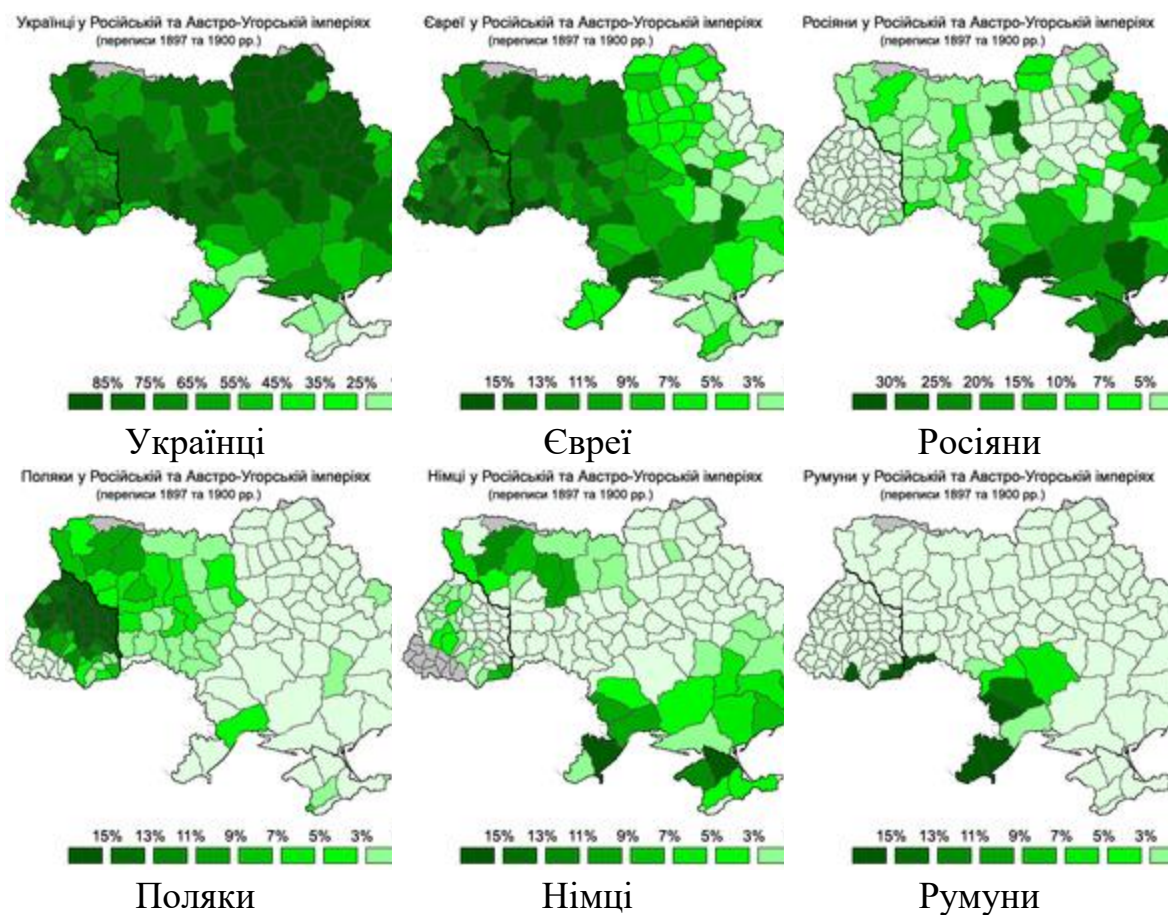 Українці у Російській та Австро-Угорській імперіях
(переписи 1897 та 1900 рр.)
85% 75% 65% 55% 45% 35% 25%
Українці
Євреї у Російській та Австро-Угорській імперіях
(переписи 1897 та 1900 рр.)
15% 13% 11% 9% 7% 5% 3%
Євреї
Росіяни у Російській та Австро-Угорській імперіях
(переписи 1897 та 1900 рр.)
30% 25% 20% 15% 10% 7% 5%
Росіяни
Поляки у Російській та Австро-Угорській імперіях
(переписи 1897 та 1900 рр.)
15% 13% 11% 9% 7% 5% 3%
Поляки
Німці у Російській та Австро-Угорській імперіях
(переписи 1897 та 1900 рр.)
15% 13% 11% 9% 7% 5% 3%
Німці
Румуни у Російській та Австро-Угорській імперіях
(переписи 1897 та 1900 рр.)
15% 13% 11% 9% 7% 5% 3%
Румуни